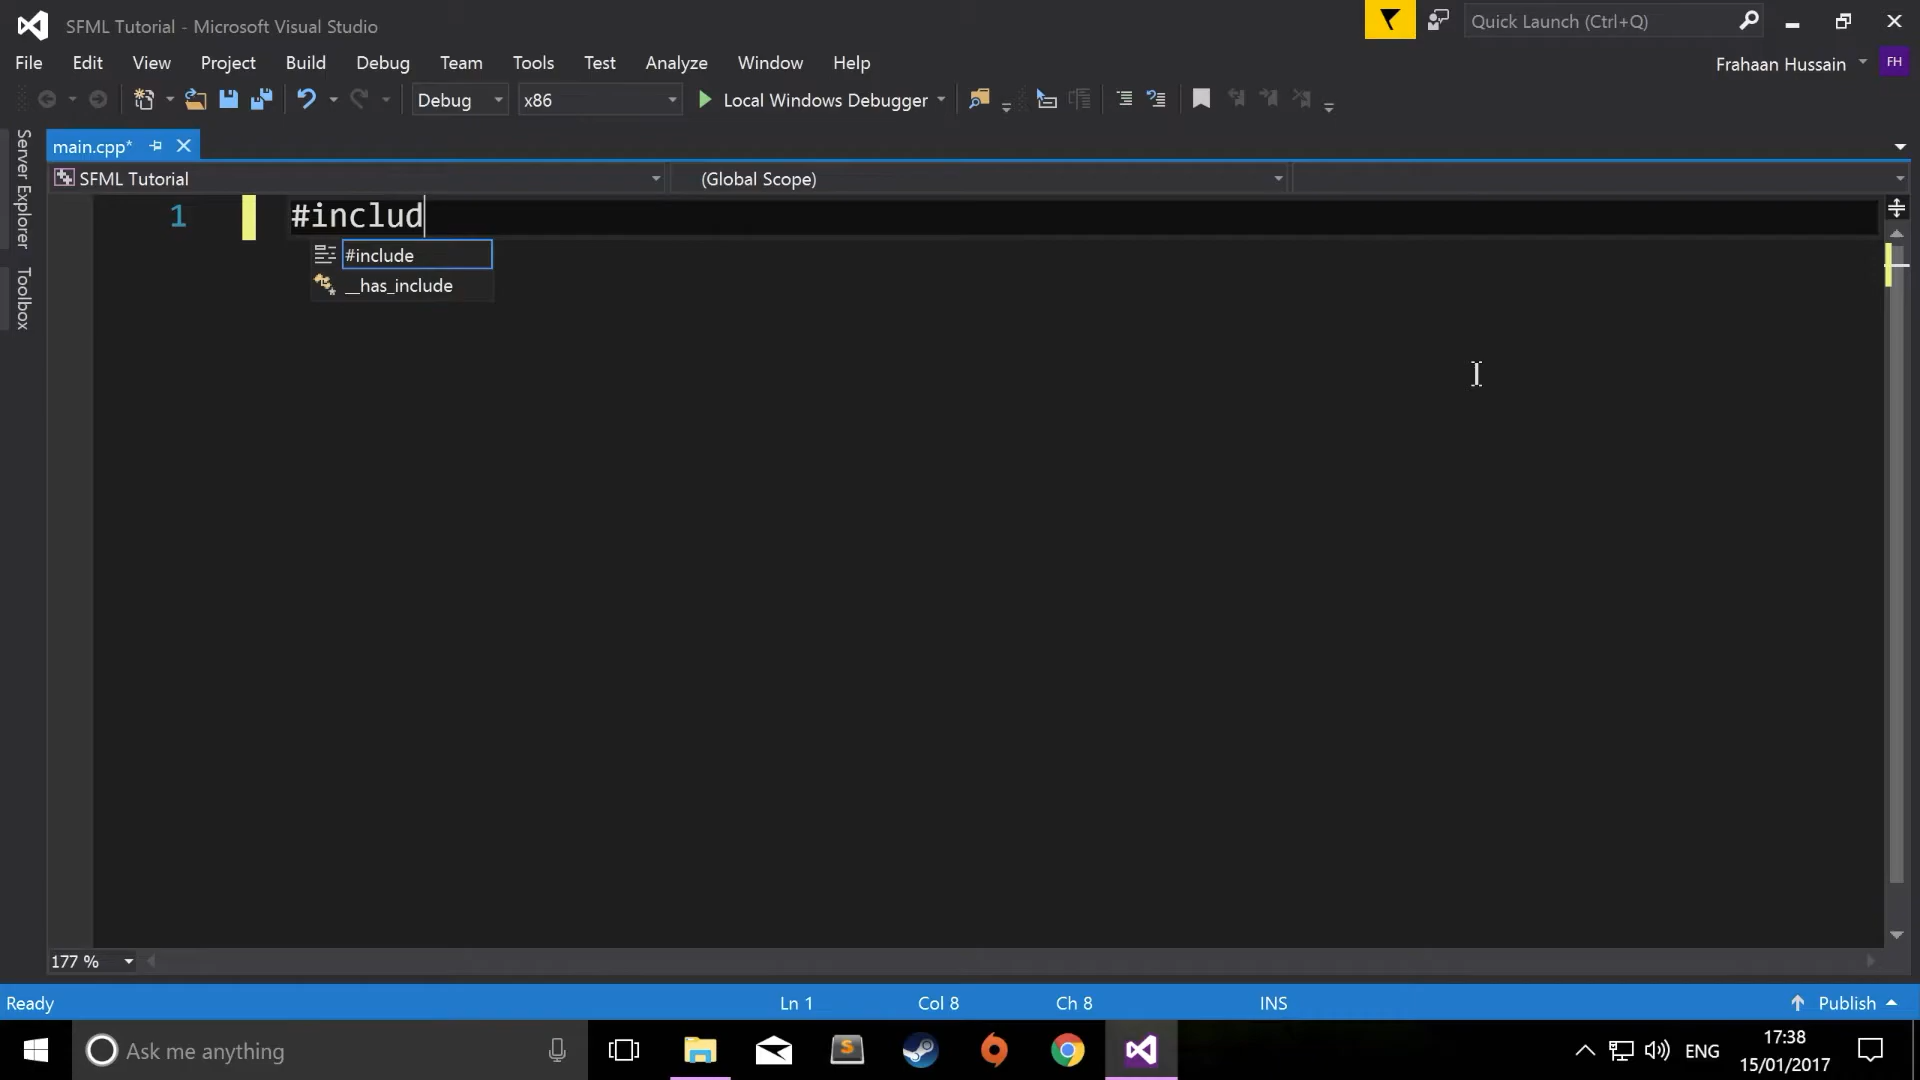 SFML Tutorial - Microsoft Visual Studio
Quick Launch (Ctrl+Q)
File Edit View Project Build Debug Team Tools Test Analyze Window Help
Frahaan Hussain FH
Debug x86 Local Windows Debugger
Server Explorer
Toolbox
main.cpp*
SFML Tutorial (Global Scope)
1 #includ
#include
__has_include
177 %
Ready Ln 1 Col 8 Ch 8 INS Publish
Ask me anything
S
ENG
17:38
15/01/2017